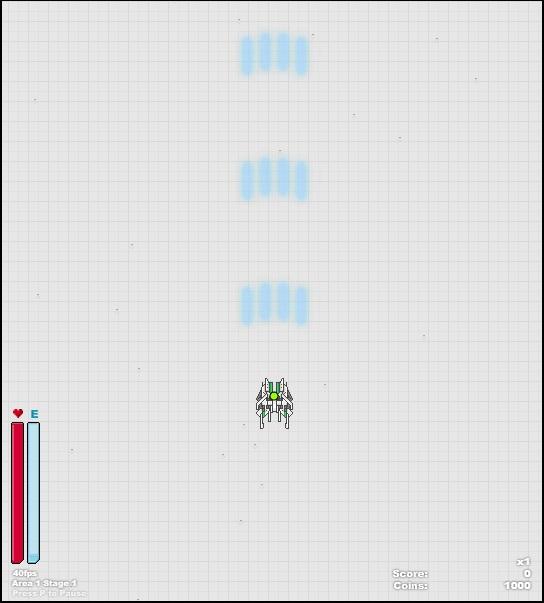 E
40fps
Area 1 Stage 1
Press P to Pause
x1
Score: 0
Coins: 1000